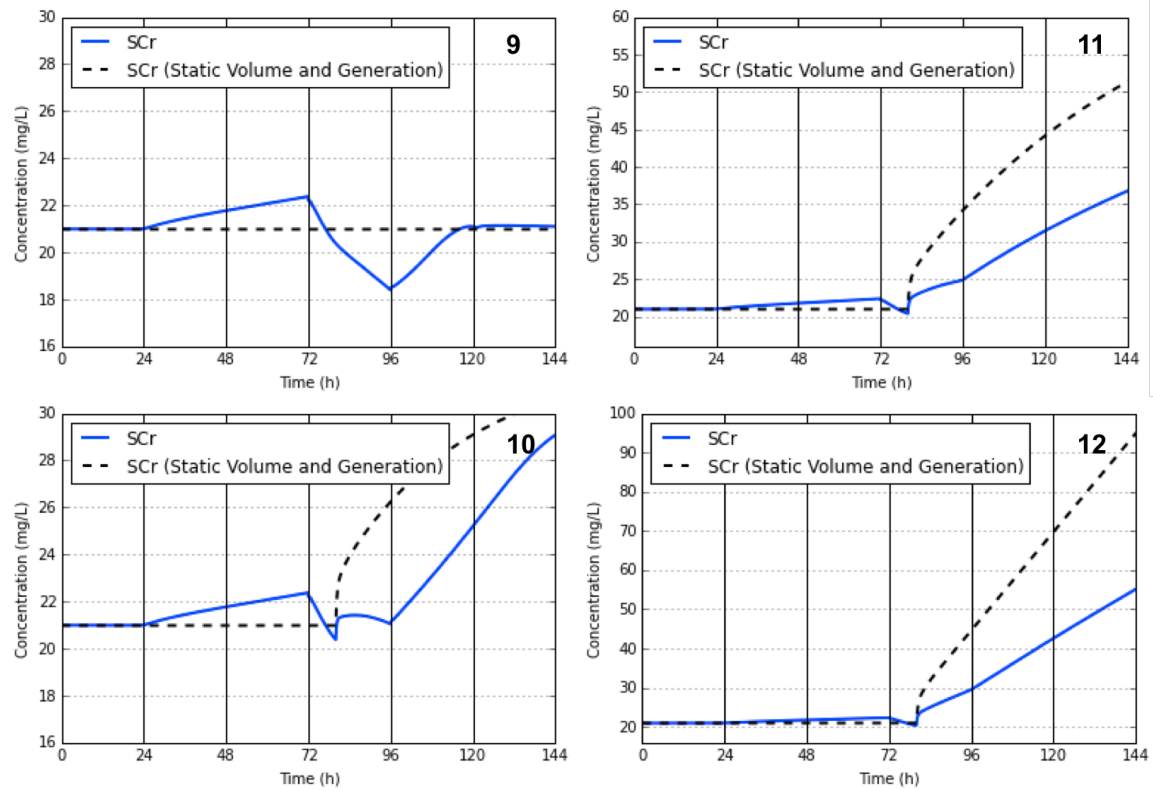 30
28
26
24
22
20
18
16
Concentration (mg/L)
SCr
SCr (Static Volume and Generation)
9
0 24 48 72 96 120 144
Time (h)
60
55
50
45
40
35
30
25
20
Concentration (mg/L)
SCr
SCr (Static Volume and Generation)
11
0 24 48 72 96 120 144
Time (h)
30
28
26
24
22
20
18
16
Concentration (mg/L)
SCr
SCr (Static Volume and Generation)
10
0 24 48 72 96 120 144
Time (h)
100
90
80
70
60
50
40
30
20
Concentration (mg/L)
SCr
SCr (Static Volume and Generation)
12
0 24 48 72 96 120 144
Time (h)